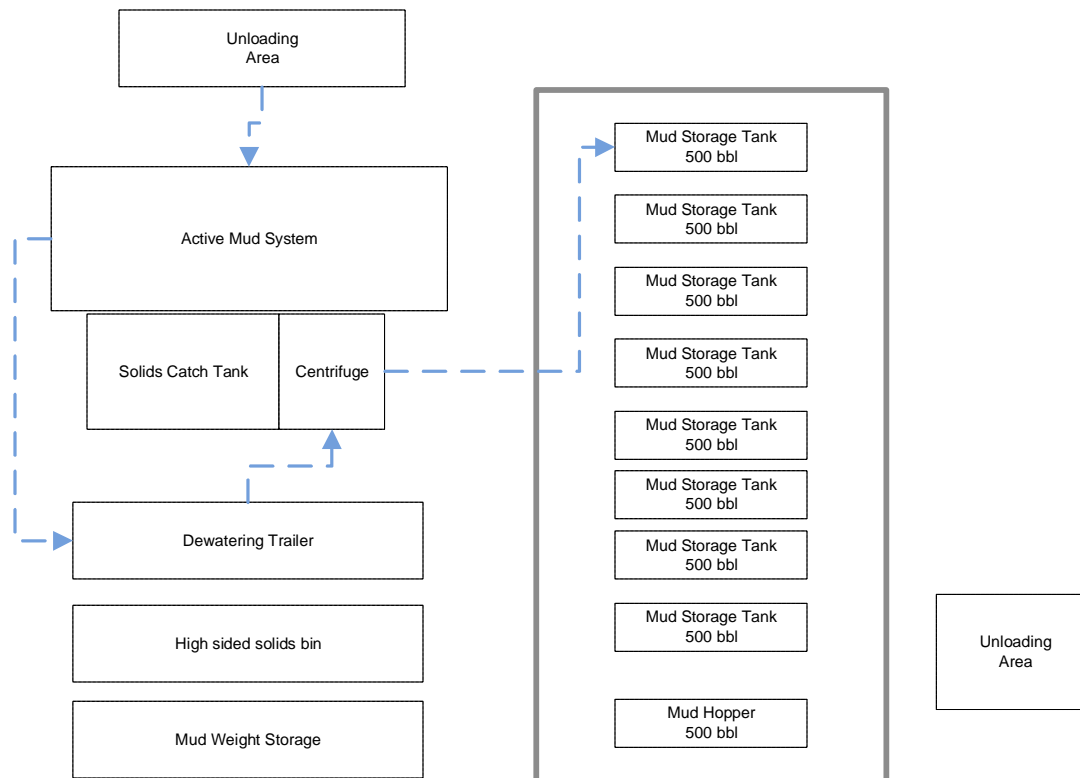 Unloading
Area
Active Mud System
Solids Catch Tank
Centrifuge
Dewatering Trailer
High sided solids bin
Mud Weight Storage
Mud Storage Tank
500 bbl
Mud Storage Tank
500 bbl
Mud Storage Tank
500 bbl
Mud Storage Tank
500 bbl
Mud Storage Tank
500 bbl
Mud Storage Tank
500 bbl
Mud Storage Tank
500 bbl
Mud Storage Tank
500 bbl
Mud Hopper
500 bbl
Unloading
Area